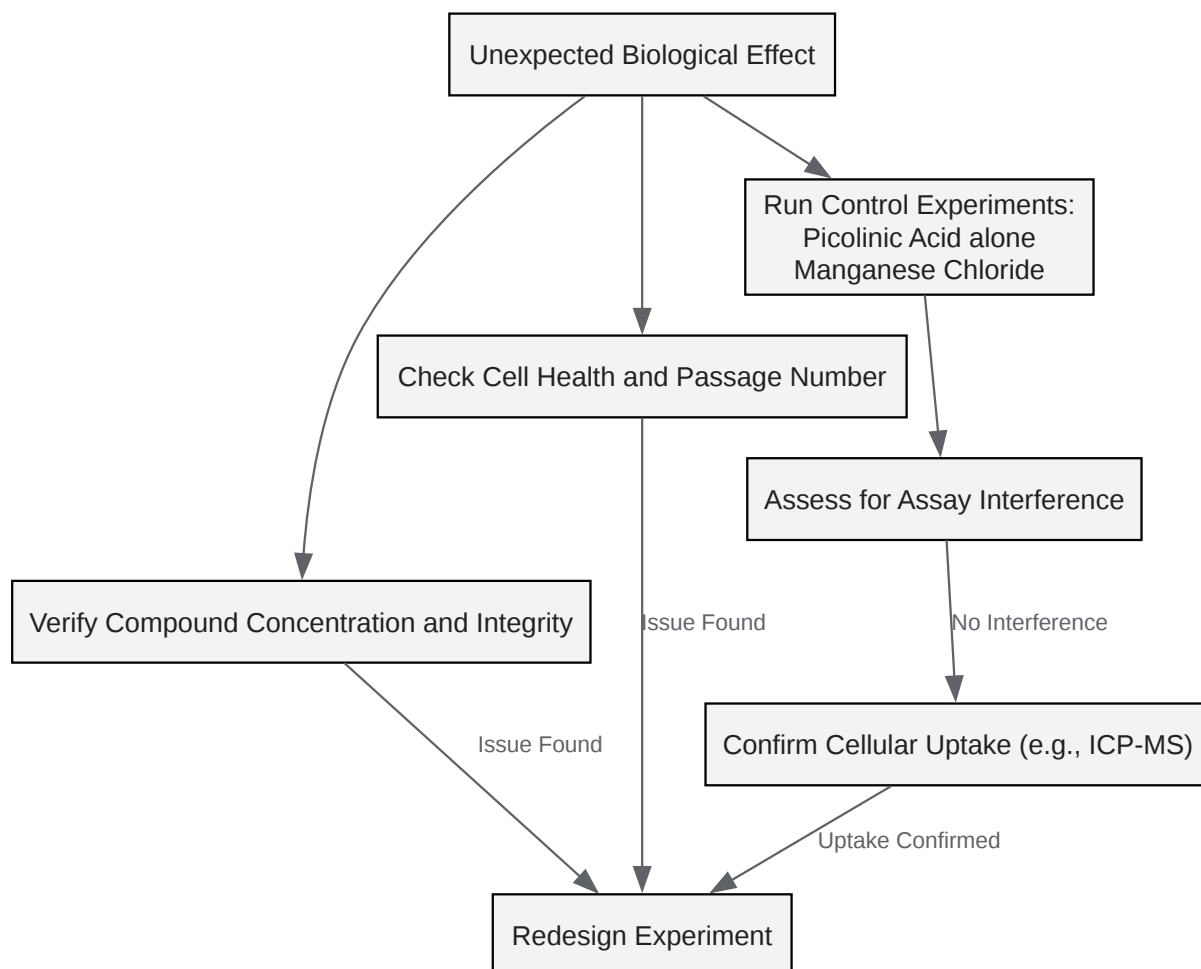 Unexpected Biological Effect
Run Control Experiments:
Picolinic Acid alone
Manganese Chloride
Check Cell Health and Passage Number
Assess for Assay Interference
Verify Compound Concentration and Integrity
Issue Found
No Interference
Issue Found
Confirm Cellular Uptake (e.g., ICP-MS)
Uptake Confirmed
Redesign Experiment